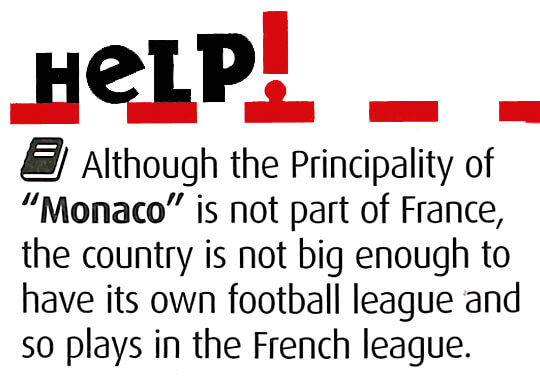 HeLP!
Although the Principality of
“Monaco” is not part of France,
the country is not big enough to
have its own football league and
so plays in the French league.